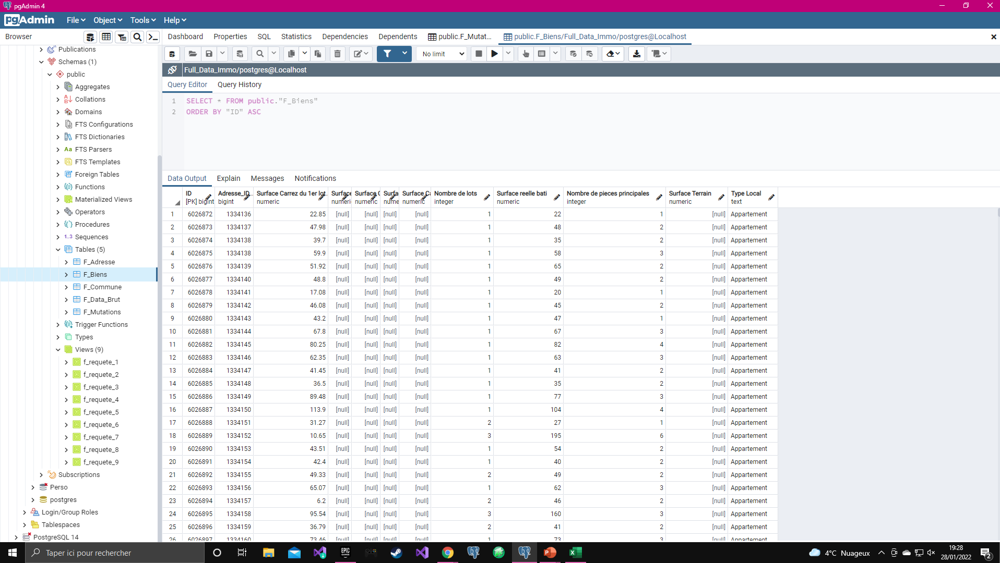 pgAdmin 4
pgAdmin File Object Tools Help
Browser
Dashboard Properties SQL Statistics Dependencies Dependents public.F_Mutat... public.F_Biens/Full_Data_Immo/postgres@Localhost
No limit
Full_Data_Immo/postgres@Localhost
Query Editor Query History
1 SELECT * FROM public."F_Biens"
2 ORDER BY "ID" ASC
Publications
Schemas (1)
public
Aggregates
Collations
Domains
FTS Configurations
FTS Dictionaries
FTS Parsers
FTS Templates
Foreign Tables
Functions
Materialized Views
Operators
Procedures
Sequences
Tables (5)
F_Adresse
F_Biens
F_Commune
F_Data_Brut
F_Mutations
Trigger Functions
Types
Views (9)
f_requete_1
f_requete_2
f_requete_3
f_requete_4
f_requete_5
f_requete_6
f_requete_7
f_requete_8
f_requete_9
Subscriptions
Perso
postgres
Login/Group Roles
Tablespaces
PostgreSQL 14
Data Output Explain Messages Notifications
ID Adresse_ID... Surface Carrez du 1er lot... Surface Surface Surfa Surface Ca Nombre de lots Surface reelle bati Nombre de pieces principales Surface Terrain Type Local
[PK] bigint bigint numeric numeric numeric nume numeric integer numeric integer numeric text
1 6026872 1334136 22.85 [null] [null] [null] [null] 1 22 1 [null] Appartement
2 6026873 1334137 47.98 [null] [null] [null] [null] 1 48 2 [null] Appartement
3 6026874 1334138 39.7 [null] [null] [null] [null] 1 35 2 [null] Appartement
4 6026875 1334138 59.9 [null] [null] [null] [null] 1 58 3 [null] Appartement
5 6026876 1334139 51.92 [null] [null] [null] [null] 1 65 2 [null] Appartement
6 6026877 1334140 48.8 [null] [null] [null] [null] 1 49 2 [null] Appartement
7 6026878 1334141 17.08 [null] [null] [null] [null] 1 20 1 [null] Appartement
8 6026879 1334142 46.08 [null] [null] [null] [null] 1 45 2 [null] Appartement
9 6026880 1334143 43.2 [null] [null] [null] [null] 1 47 1 [null] Appartement
10 6026881 1334144 67.8 [null] [null] [null] [null] 1 67 3 [null] Appartement
11 6026882 1334145 80.25 [null] [null] [null] [null] 1 82 4 [null] Appartement
12 6026883 1334146 62.35 [null] [null] [null] [null] 1 63 3 [null] Appartement
13 6026884 1334147 41.45 [null] [null] [null] [null] 1 41 2 [null] Appartement
14 6026885 1334148 36.5 [null] [null] [null] [null] 1 35 2 [null] Appartement
15 6026886 1334149 89.48 [null] [null] [null] [null] 1 77 3 [null] Appartement
16 6026887 1334150 113.9 [null] [null] [null] [null] 1 104 4 [null] Appartement
17 6026888 1334151 31.27 [null] [null] [null] [null] 2 27 1 [null] Appartement
18 6026889 1334152 10.65 [null] [null] [null] [null] 3 195 6 [null] Appartement
19 6026890 1334153 43.51 [null] [null] [null] [null] 1 54 2 [null] Appartement
20 6026891 1334154 42.4 [null] [null] [null] [null] 1 40 2 [null] Appartement
21 6026892 1334155 49.33 [null] [null] [null] [null] 2 49 2 [null] Appartement
22 6026893 1334156 65.07 [null] [null] [null] [null] 1 62 3 [null] Appartement
23 6026894 1334157 6.2 [null] [null] [null] [null] 2 46 2 [null] Appartement
24 6026895 1334158 95.54 [null] [null] [null] [null] 3 160 3 [null] Appartement
25 6026896 1334159 36.79 [null] [null] [null] [null] 2 41 2 [null] Appartement
26 6026897 1334160 73.46 [null] [null] [null] [null] 1 73 3 [null] Appartement
Taper ici pour rechercher
EPIC GAMES
4°C Nuageux
19:28
28/01/2022
2